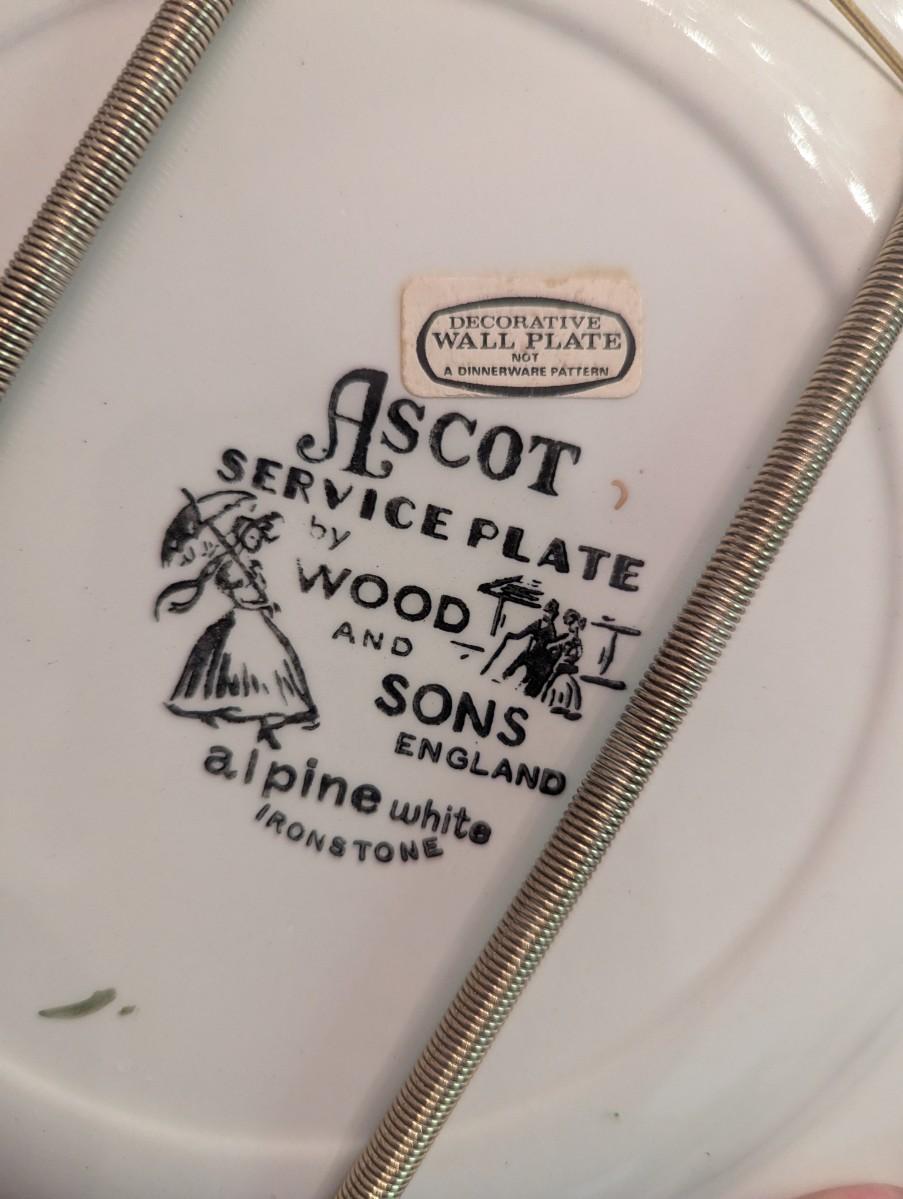 DECORATIVE
WALL PLATE
NOT
A DINNERWARE PATTERN
ASCOT
SERVICE PLATE
by
WOOD
AND
SONS
ENGLAND
alpine white
IRONSTONE